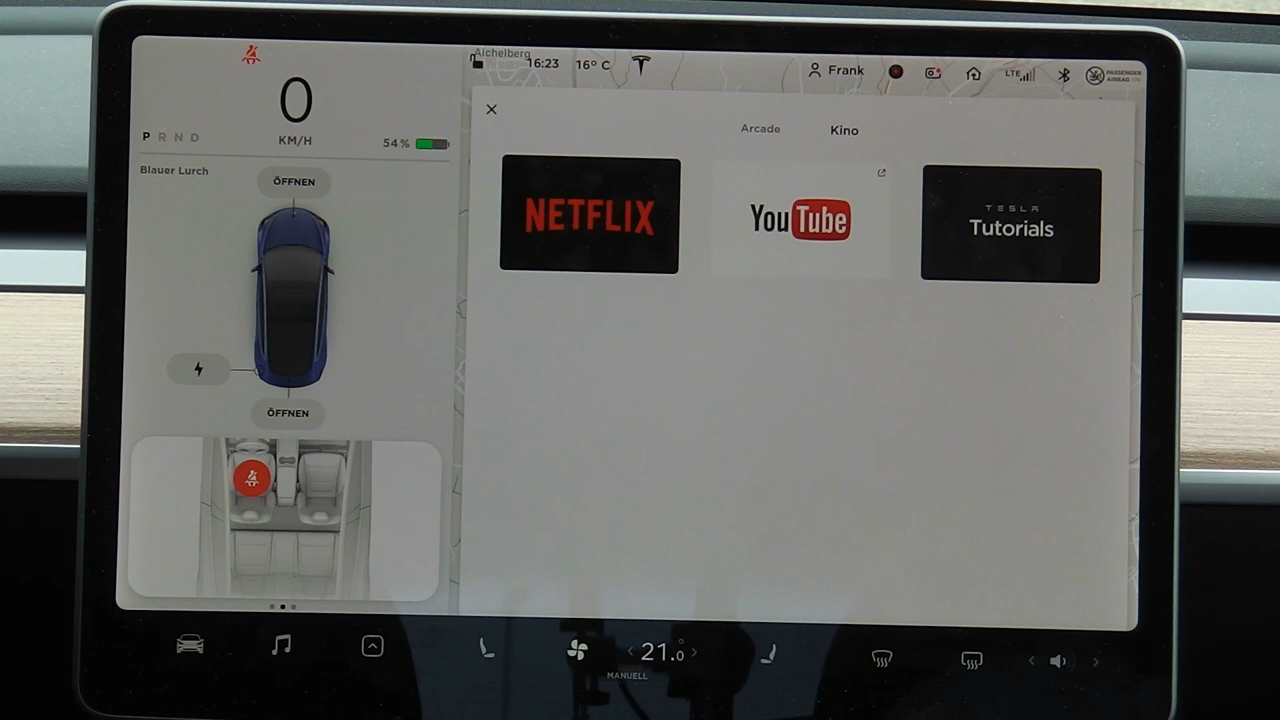 Aichelberg
16:23
16° C
Frank
LTE
PASSENGER
AIRBAG ON
0
KM/H
P R N D
54 %
Blauer Lurch
ÖFFNEN
ÖFFNEN
Arcade
Kino
NETFLIX
YouTube
TESLA
Tutorials
21.0
MANUELL